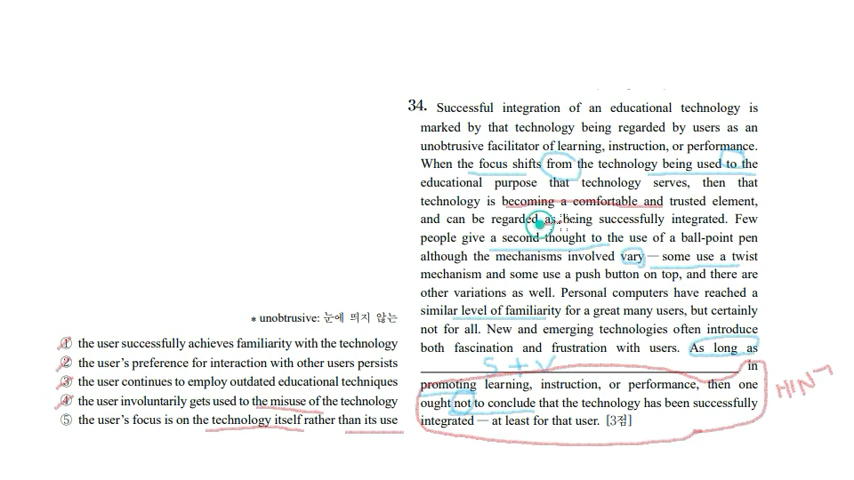 34. Successful integration of an educational technology is
marked by that technology being regarded by users as an
unobtrusive facilitator of learning, instruction, or performance.
When the focus shifts from the technology being used to the
educational purpose that technology serves, then that
technology is becoming a comfortable and trusted element,
and can be regarded as being successfully integrated. Few
people give a second thought to the use of a ball-point pen
although the mechanisms involved vary — some use a twist
mechanism and some use a push button on top, and there are
other variations as well. Personal computers have reached a
similar level of familiarity for a great many users, but certainly
not for all. New and emerging technologies often introduce
both fascination and frustration with users. As long as
S + V
in
promoting learning, instruction, or performance, then one
ought not to conclude that the technology has been successfully
integrated — at least for that user. [3점]
HINT
* unobtrusive: 눈에 띄지 않는
① the user successfully achieves familiarity with the technology
② the user's preference for interaction with other users persists
③ the user continues to employ outdated educational techniques
④ the user involuntarily gets used to the misuse of the technology
⑤ the user's focus is on the technology itself rather than its use